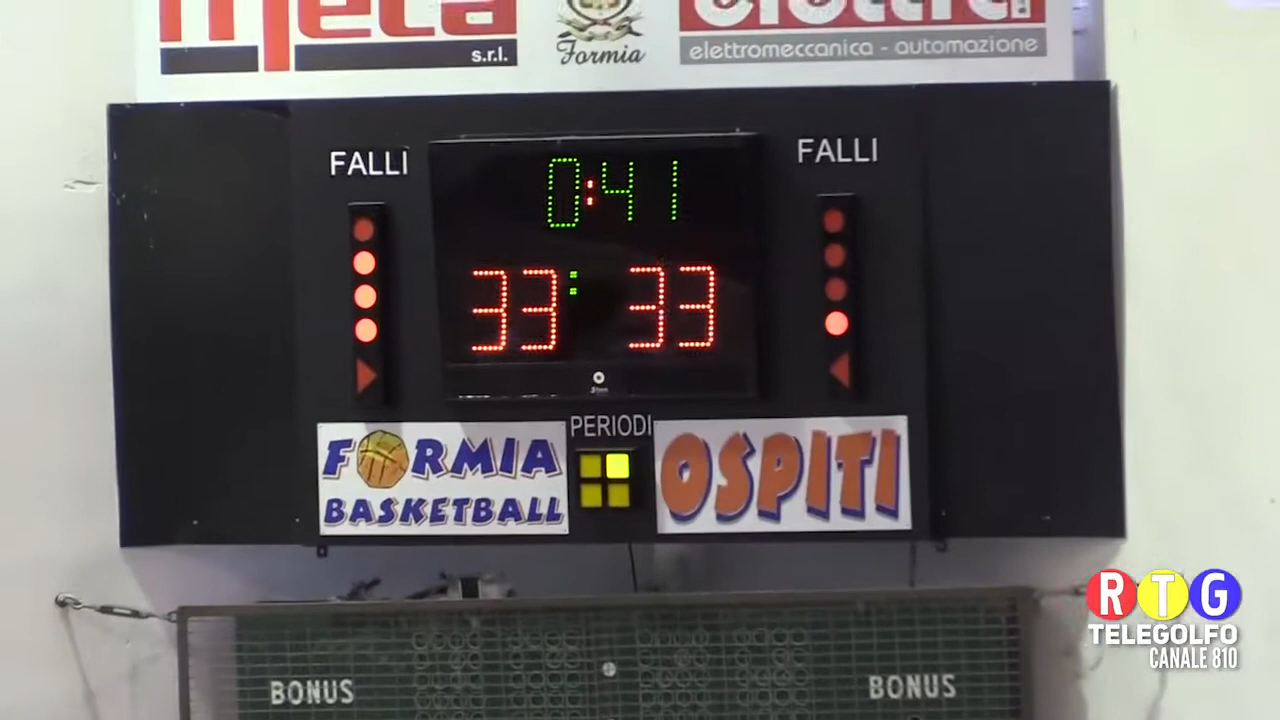 meta
s.r.l.
Formia
elettromeccanica - automazione
FALLI
FALLI
0:41
33 : 33
PERIODI
FORMIA
BASKETBALL
OSPITI
BONUS
BONUS
RTG
TELEGOLFO
CANALE 810